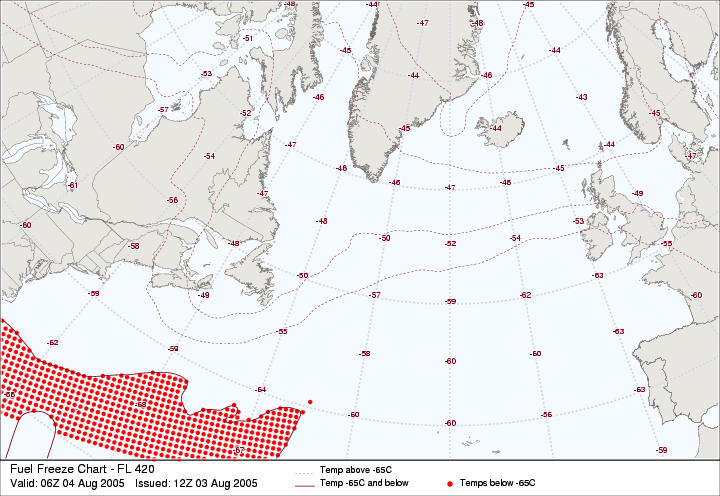 -48 -44 -45
-47 -48
-51 -45 -44
-53 -44 -46
-46 -43
-57 -52 -45
-45 -44
-60 -47 -44
-54 -47
-46 -45
-61 -46 -47 -46
-56 -49
-60 -48 -53
-50
-58 -48 -52 -54 -55
-50 -63
-59 -49 -57 -62 -60
-59
-55 -63
-62
-59 -58 -60
-60
-64 -63
-60 -56
-60
-59
Fuel Freeze Chart - FL 420
Valid: 06Z 04 Aug 2005 Issued: 12Z 03 Aug 2005
Temp above -65C
Temp -65C and below
Temps below -65C